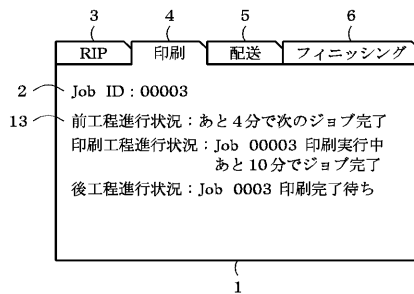 3 4 5 6
RIP 印刷 配送 フィニッシング
2 Job ID：00003
13 前工程進行状況：あと4分で次のジョブ完了
印刷工程進行状況：Job 00003 印刷実行中
あと10分でジョブ完了
後工程進行状況：Job 0003 印刷完了待ち
1